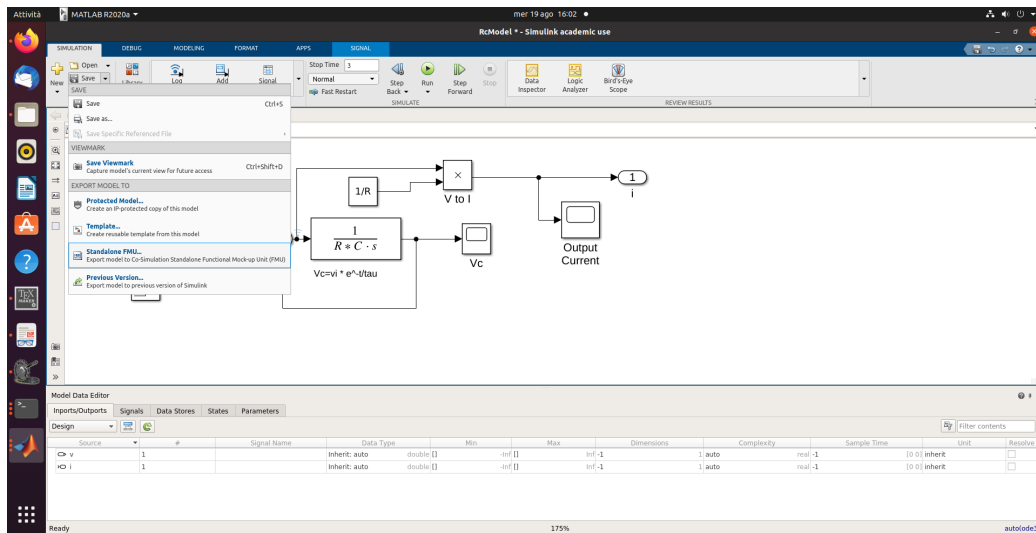 Attività
MATLAB R2020a
mer 19 ago 16:02
RcModel * - Simulink academic use
SIMULATION
DEBUG
MODELING
FORMAT
APPS
SIGNAL
New
Open
Save
Library
Log
Add
Signal
Stop Time 3
Normal
Fast Restart
Step Back
Run
Step Forward
Stop
SIMULATE
Data Inspector
Logic Analyzer
Bird's-Eye Scope
REVIEW RESULTS
SAVE
Save Ctrl+S
Save as...
Save Specific Referenced File
VIEWMARK
Save Viewmark
Capture model's current view for future access Ctrl+Shift+D
EXPORT MODEL TO
Protected Model...
Create an IP-protected copy of this model
Template...
Create reusable template from this model
Standalone FMU...
Export model to Co-Simulation Standalone Functional Mock-up Unit (FMU)
Previous Version...
Export model to previous version of Simulink
1/R
×
V to I
1
i
1
R * C · s
Vc=vi * e^-t/tau
Vc
Output
Current
Model Data Editor
Inports/Outports Signals Data Stores States Parameters
Design
Filter contents
Source # Signal Name Data Type Min Max Dimensions Complexity Sample Time Unit Resolve
v 1 Inherit: auto double [] -Inf [] Inf -1 1 auto real -1 [0 0] inherit
i 1 Inherit: auto double [] -Inf [] Inf -1 1 auto real -1 [0 0] inherit
Ready
175%
auto(ode3